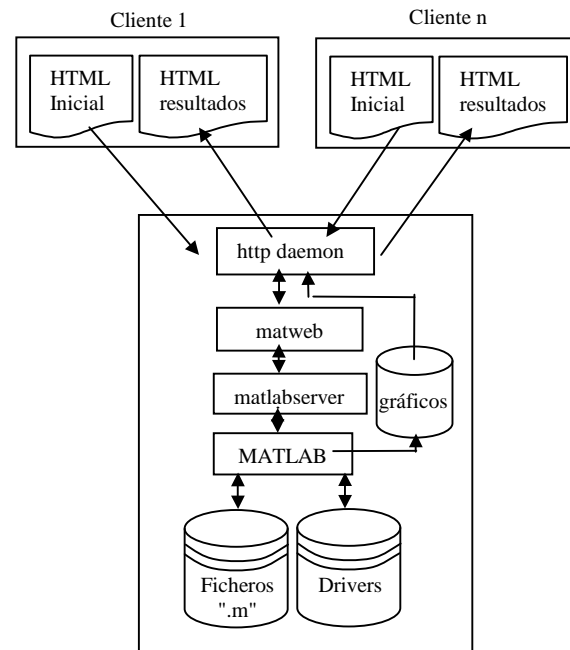 Cliente 1
Cliente n
HTML
Inicial
HTML
resultados
HTML
Inicial
HTML
resultados
http daemon
matweb
matlabserver
gráficos
MATLAB
Ficheros
".m"
Drivers